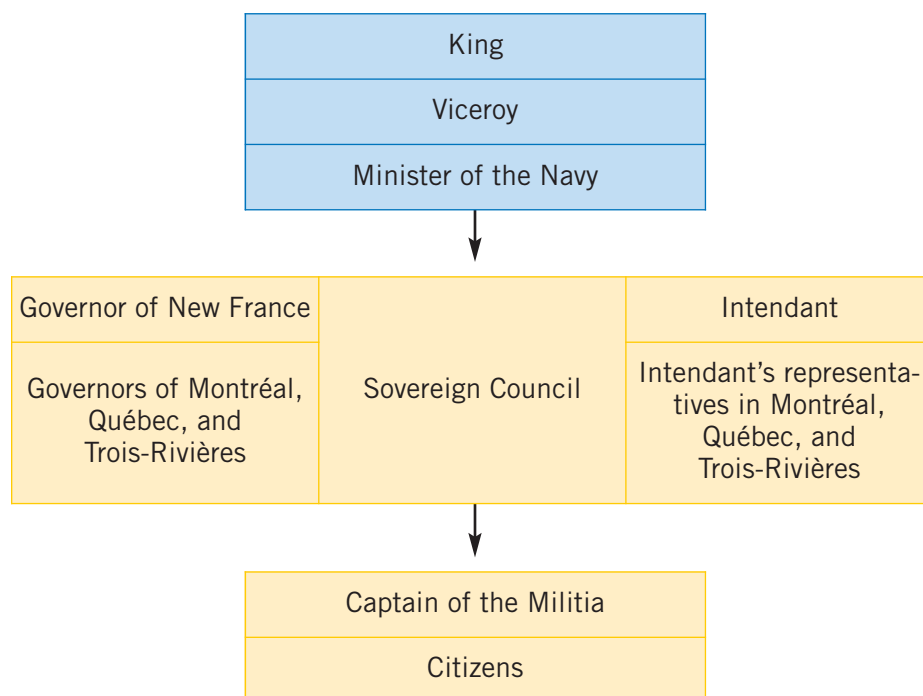 King
Viceroy
Minister of the Navy
Governor of New France
Governors of Montréal,
Québec, and
Trois-Rivières
Sovereign Council
Intendant
Intendant's representa-
tives in Montréal,
Québec, and
Trois-Rivières
Captain of the Militia
Citizens